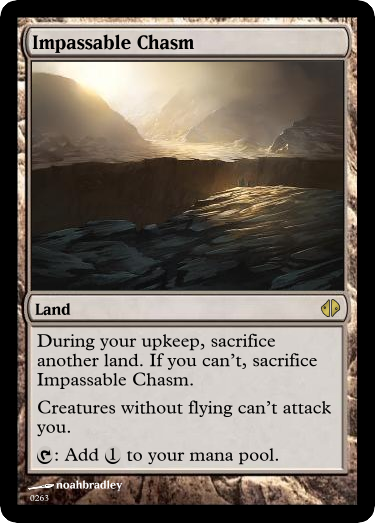 Impassable Chasm
Land
During your upkeep, sacrifice
another land. If you can't, sacrifice
Impassable Chasm.
Creatures without flying can't attack
you.
: Add 1 to your mana pool.
noahbradley
0263